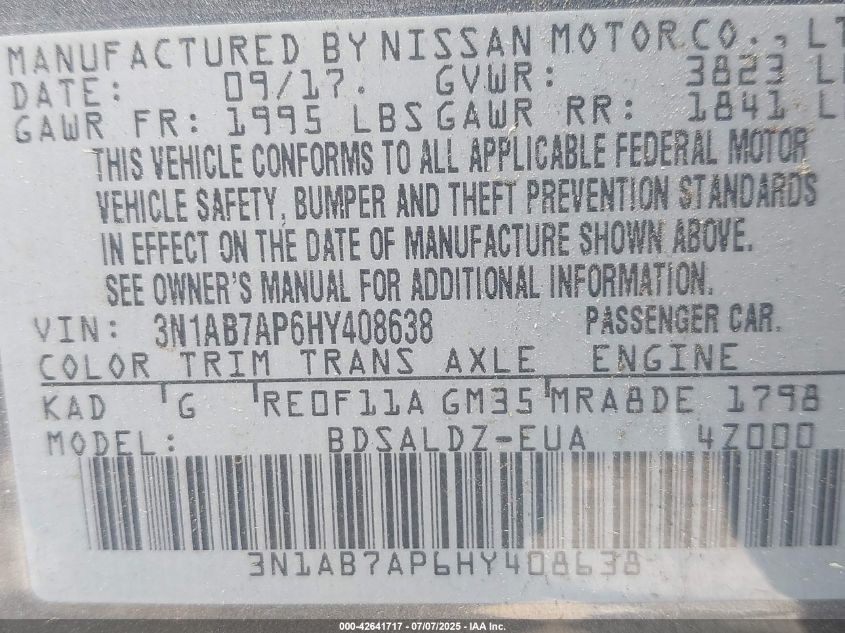 MANUFACTURED BY NISSAN MOTOR CO., LT
DATE: 09/17. GVWR: 3823 L
GAWR FR: 1995 LBS GAWR RR: 1841 L
THIS VEHICLE CONFORMS TO ALL APPLICABLE FEDERAL MOTOR
VEHICLE SAFETY, BUMPER AND THEFT PREVENTION STANDARDS
IN EFFECT ON THE DATE OF MANUFACTURE SHOWN ABOVE.
SEE OWNER'S MANUAL FOR ADDITIONAL INFORMATION.
VIN: 3N1AB7AP6HY408638 PASSENGER CAR.
COLOR TRIM TRANS AXLE ENGINE
KAD G RE0F11A GM35 MRA8DE 1798
MODEL: BDSALDZ-EUA 4Z000
3N1AB7AP6HY408638
000-42641717 / 07/07/2025 - IAA Inc.